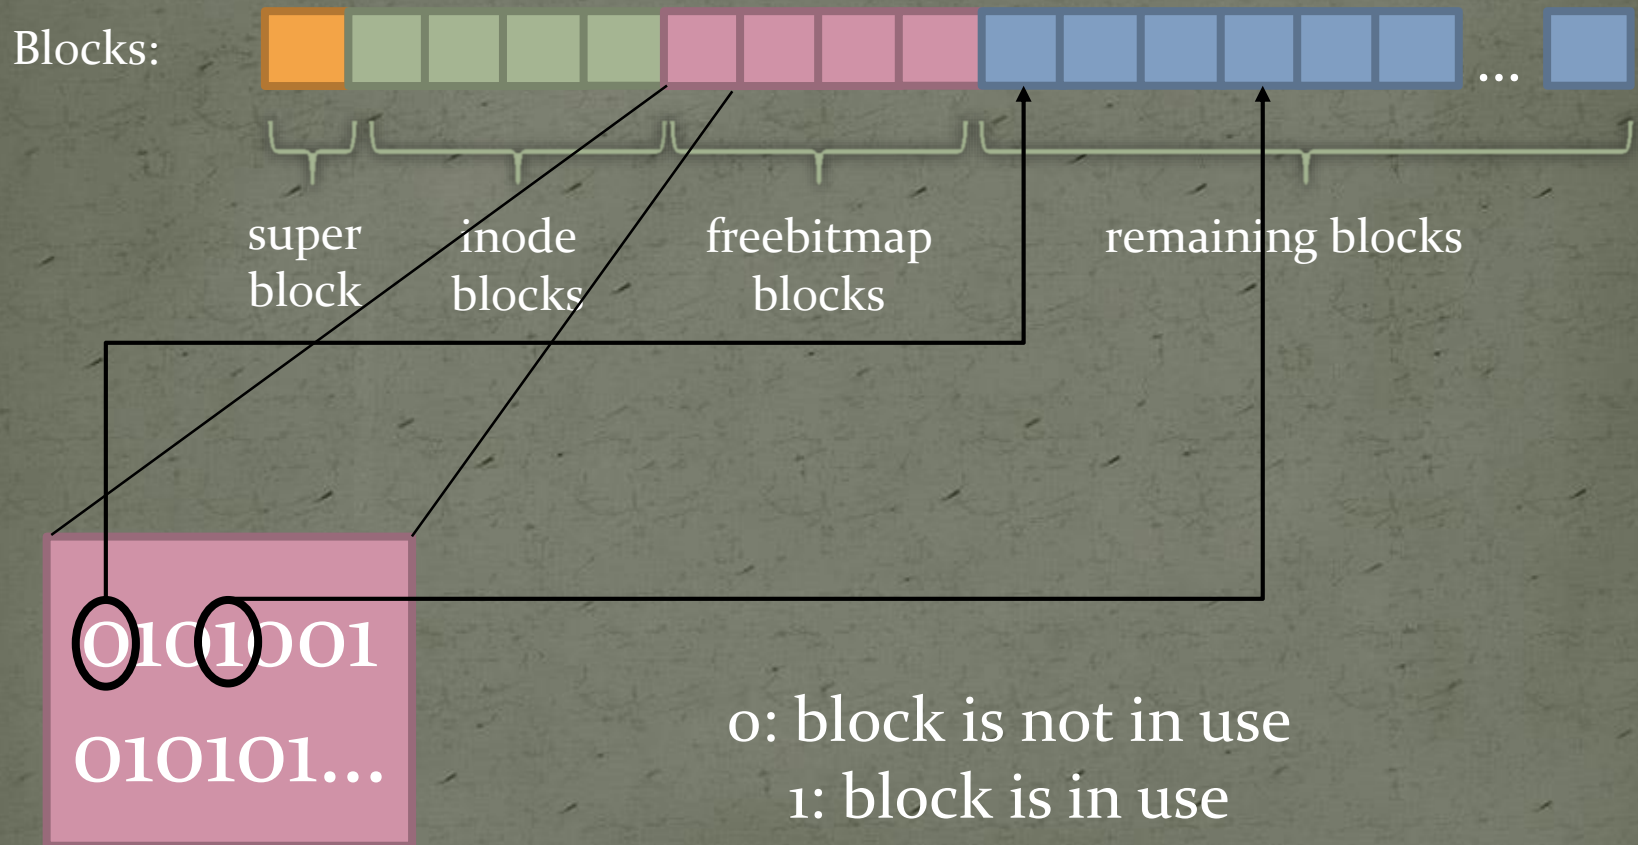 Blocks:
...
super
block
inode
blocks
freebitmap
blocks
remaining blocks
0101001
010101...
0: block is not in use
1: block is in use